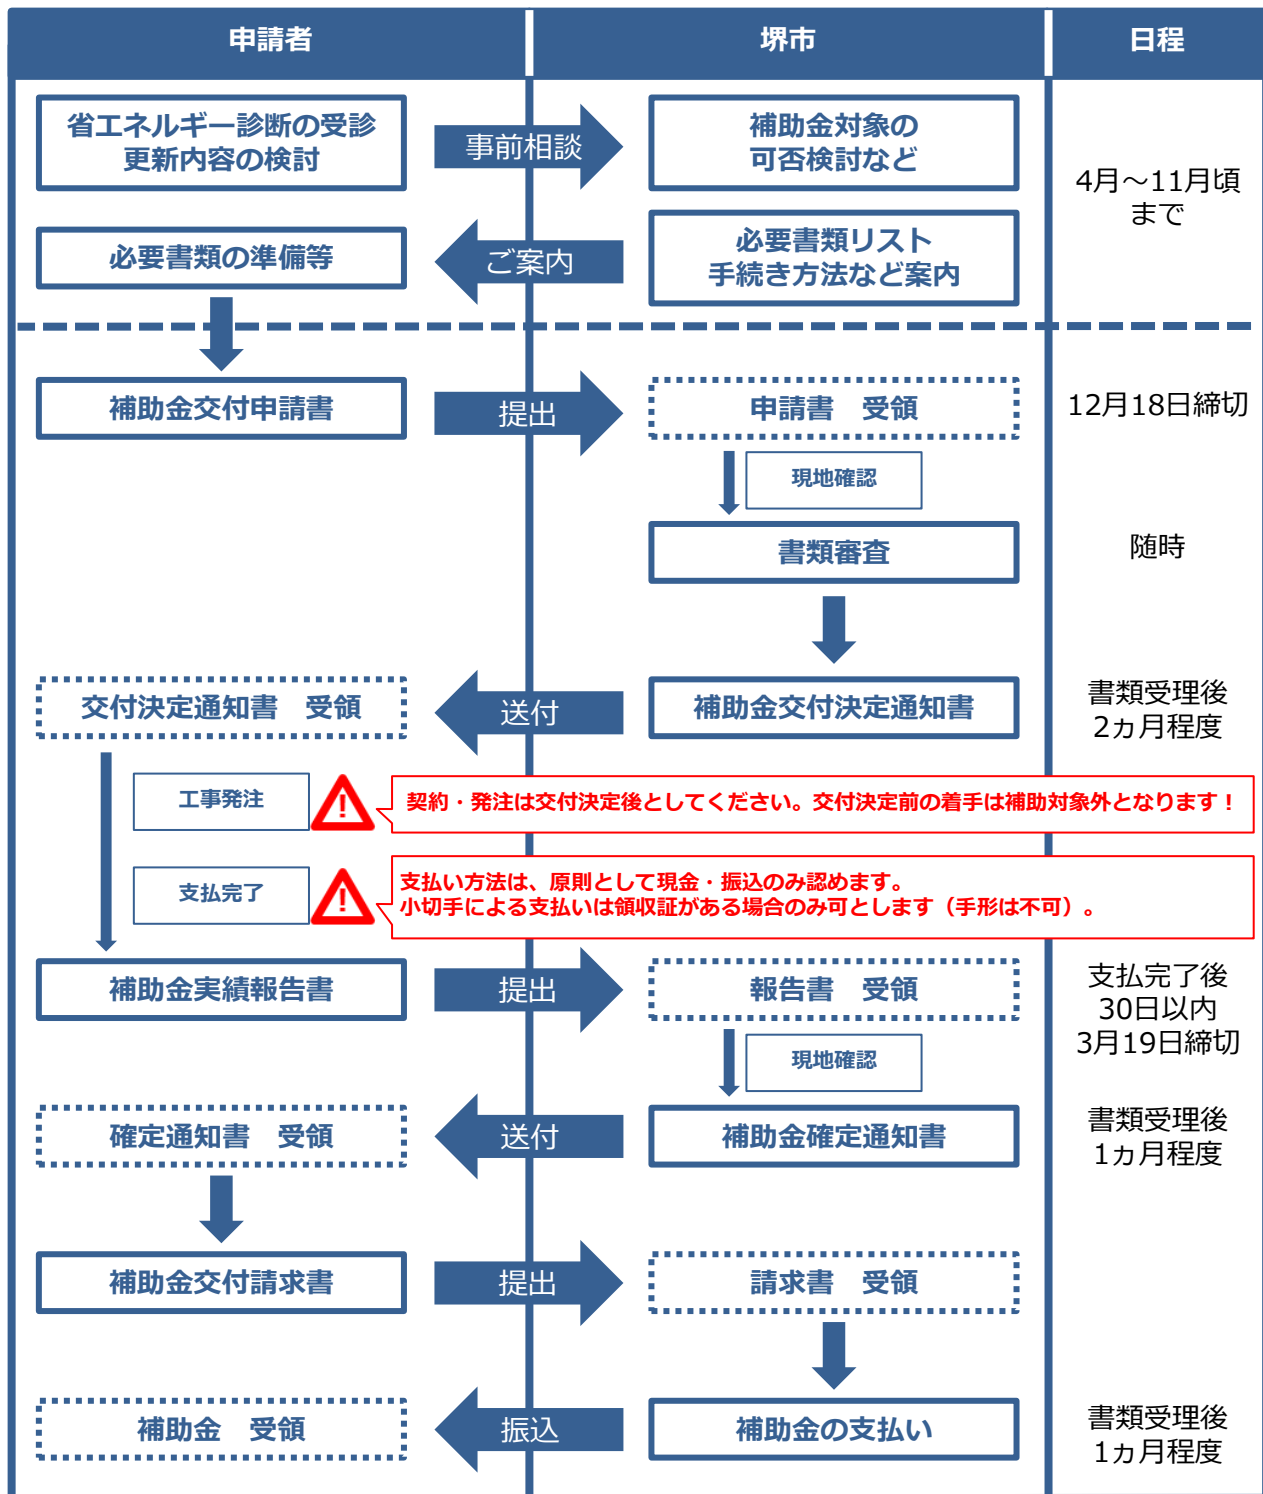 申請者
堺市
日程
省エネルギー診断の受診
更新内容の検討
事前相談
補助金対象の
可否検討など
4月～11月頃
まで
必要書類の準備等
ご案内
必要書類リスト
手続き方法など案内
補助金交付申請書
提出
申請書　受領
12月18日締切
現地確認
書類審査
随時
交付決定通知書　受領
送付
補助金交付決定通知書
書類受理後
2ヵ月程度
工事発注
契約・発注は交付決定後としてください。交付決定前の着手は補助対象外となります！
支払完了
支払い方法は、原則として現金・振込のみ認めます。
小切手による支払いは領収証がある場合のみ可とします（手形は不可）。
補助金実績報告書
提出
報告書　受領
支払完了後
30日以内
3月19日締切
現地確認
確定通知書　受領
送付
補助金確定通知書
書類受理後
1ヵ月程度
補助金交付請求書
提出
請求書　受領
補助金　受領
振込
補助金の支払い
書類受理後
1ヵ月程度